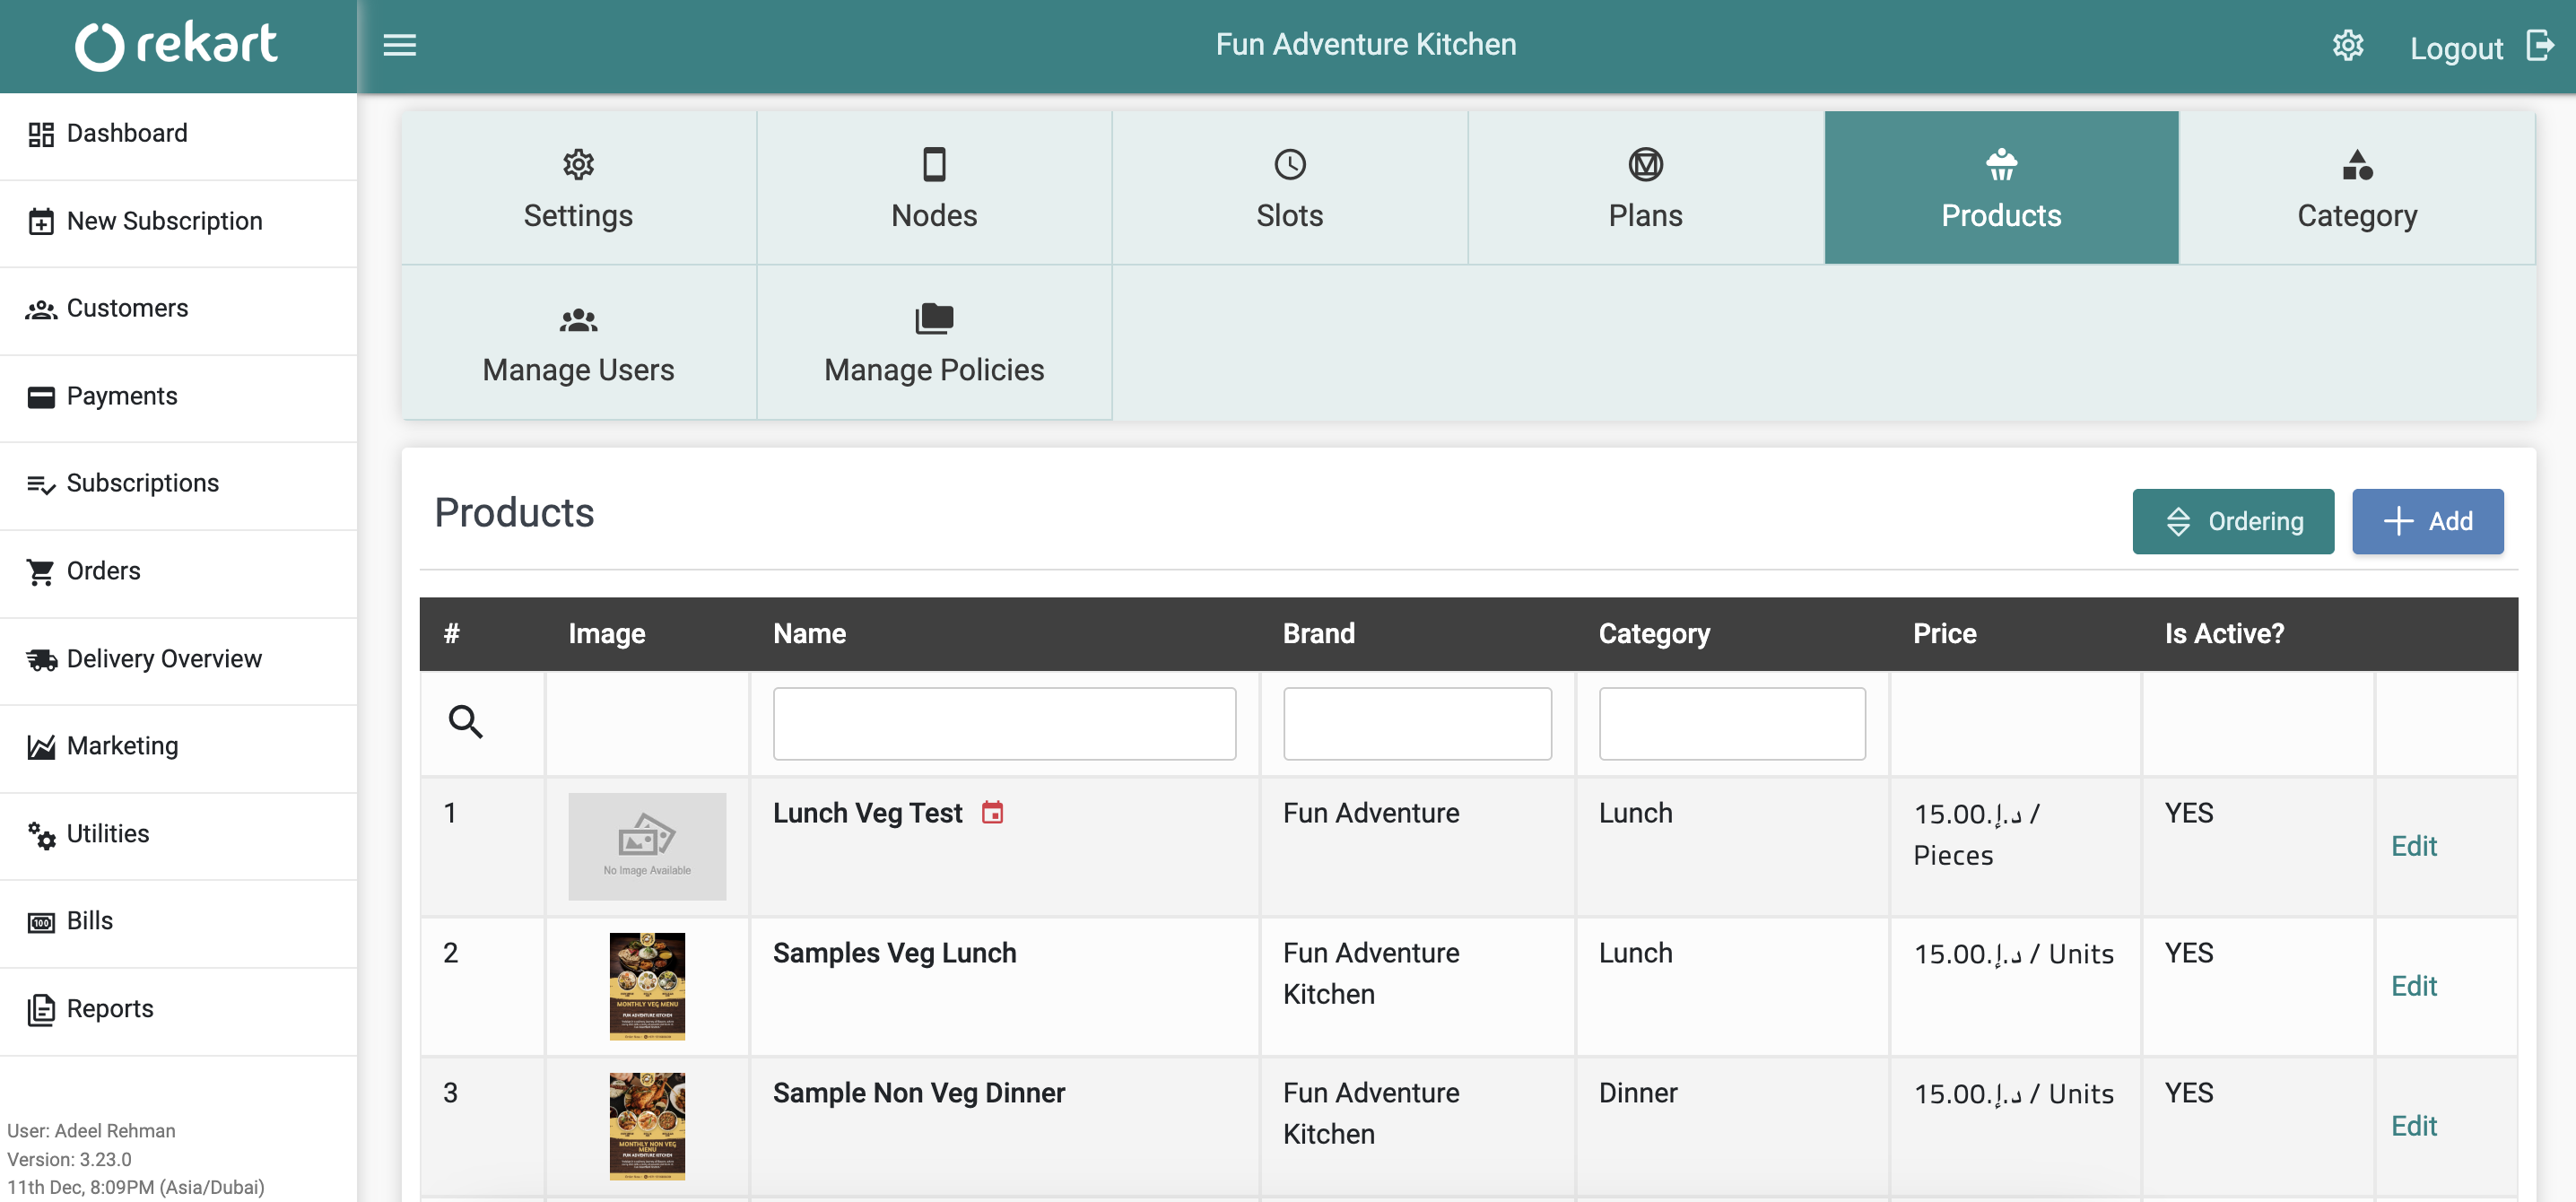 rekart
Fun Adventure Kitchen
Logout
Dashboard
New Subscription
Customers
Payments
Subscriptions
Orders
Delivery Overview
Marketing
Utilities
Bills
Reports
User: Adeel Rehman
Version: 3.23.0
11th Dec, 8:09PM (Asia/Dubai)
Settings
Nodes
Slots
Plans
Products
Category
Manage Users
Manage Policies
Products
Ordering
Add
# Image Name Brand Category Price Is Active?
1 Lunch Veg Test Fun Adventure Lunch 15.00.د.إ / YES
No Image Available
Pieces
Edit
2 Samples Veg Lunch Fun Adventure Lunch 15.00.د.إ / Units YES
Kitchen
Edit
MONTHLY VEG MENU
FUN ADVENTURE KITCHEN
3 Sample Non Veg Dinner Fun Adventure Dinner 15.00.د.إ / Units YES
Kitchen
Edit
MONTHLY NON VEG
MENU
FUN ADVENTURE KITCHEN